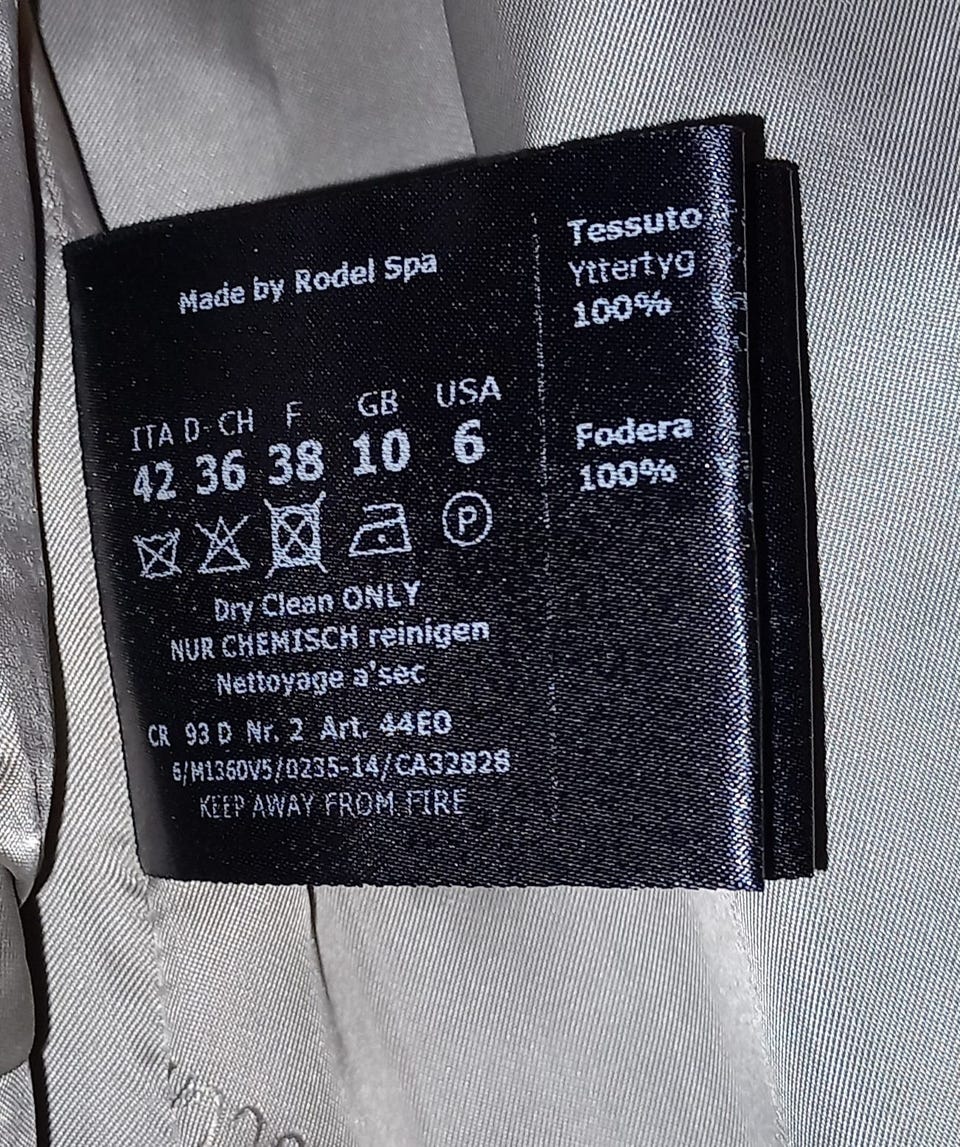 Made by Rodel Spa
ITA D-CH F GB USA
42 36 38 10 6
P
Dry Clean ONLY
NUR CHEMISCH reinigen
Nettoyage a'sec
CR 93 D Nr. 2 Art. 44E0
6/M1360V5/0235-14/CA32828
KEEP AWAY FROM FIRE
Tessuto
Yttertyg
100%
Fodera
100%